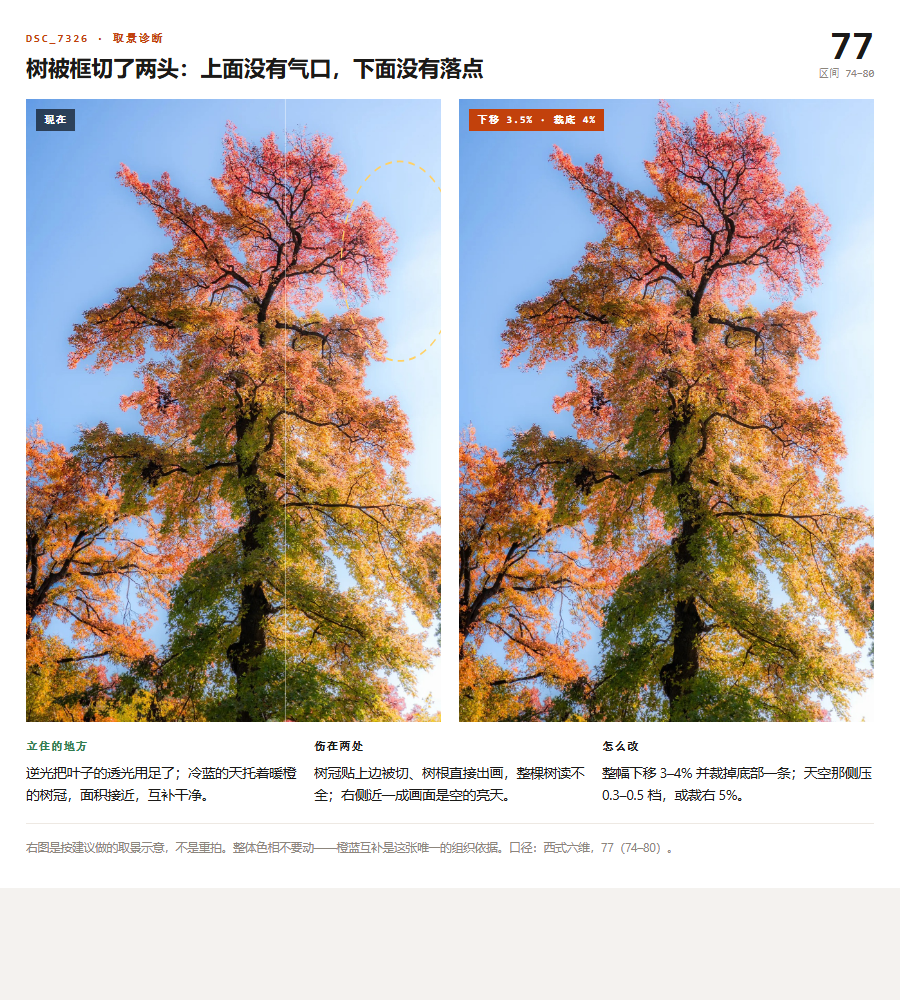 DSC_7326 · 取景诊断
树被框切了两头：上面没有气口，下面没有落点
77
区间 74–80
现在
下移 3.5% · 裁底 4%
立住的地方
逆光把叶子的透光用足了；冷蓝的天托着暖橙
的树冠，面积接近，互补干净。
伤在两处
树冠贴上边被切、树根直接出画，整棵树读不
全；右侧近一成画面是空的亮天。
怎么改
整幅下移 3–4% 并裁掉底部一条；天空那侧压
0.3–0.5 档，或裁右 5%。
右图是按建议做的取景示意，不是重拍。整体色相不要动——橙蓝互补是这张唯一的组织依据。口径：西式六维，77（74–80）。